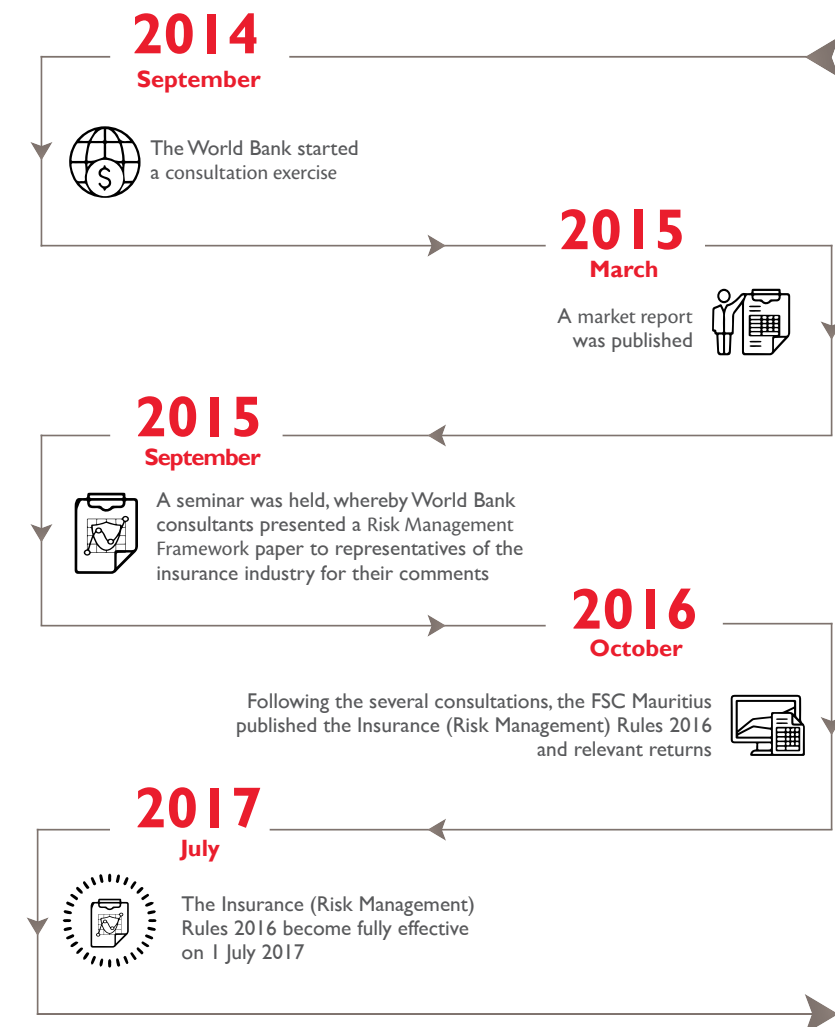 2014
September
The World Bank started
a consultation exercise
2015
March
A market report
was published
2015
September
A seminar was held, whereby World Bank
consultants presented a Risk Management
Framework paper to representatives of the
insurance industry for their comments
2016
October
Following the several consultations, the FSC Mauritius
published the Insurance (Risk Management) Rules 2016
and relevant returns
2017
July
The Insurance (Risk Management)
Rules 2016 become fully effective
on 1 July 2017